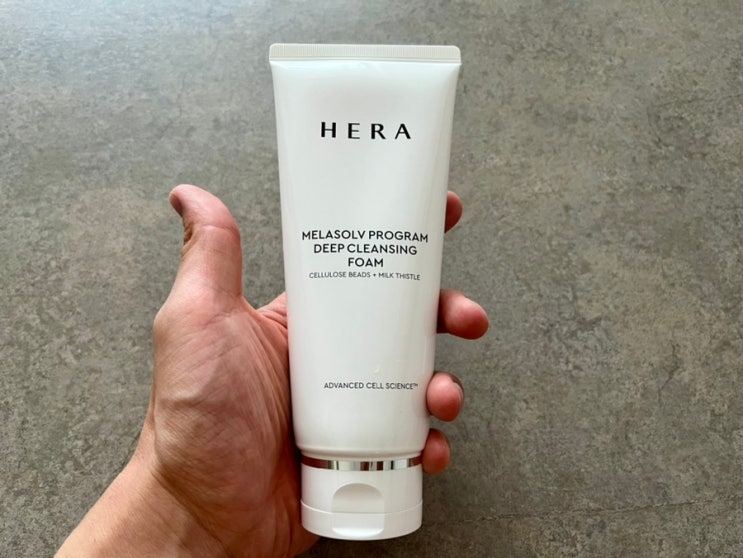 HERA
MELASOLV PROGRAM
DEEP CLEANSING
FOAM
CELLULOSE BEADS + MILK THISTLE
ADVANCED CELL SCIENCE™